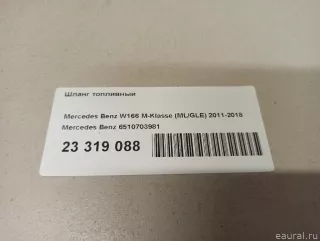 Шланг топливный
Mercedes Benz W166 M-Klasse (ML/GLE) 2011-2018
Mercedes Benz 6510703981
23 319 088
eaural.ru